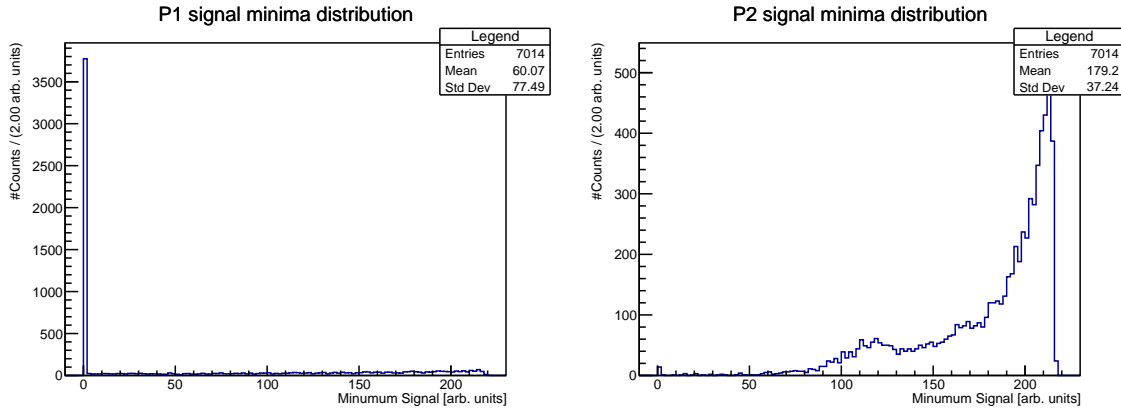 P1 signal minima distribution
Legend
Entries 7014
Mean 60.07
Std Dev 77.49
#Counts / (2.00 arb. units)
3500
3000
2500
2000
1500
1000
500
0
0 50 100 150 200
Minumum Signal [arb. units]
P2 signal minima distribution
Legend
Entries 7014
Mean 179.2
Std Dev 37.24
#Counts / (2.00 arb. units)
500
400
300
200
100
0
0 50 100 150 200
Minumum Signal [arb. units]